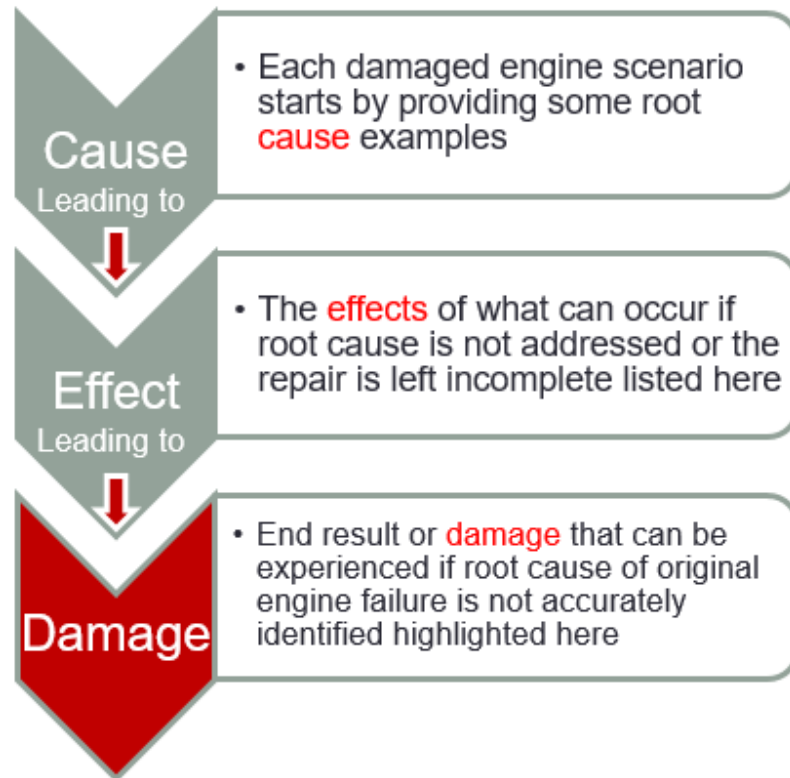 Cause
Leading to
• Each damaged engine scenario
starts by providing some root
cause examples
Effect
Leading to
• The effects of what can occur if
root cause is not addressed or the
repair is left incomplete listed here
Damage
• End result or damage that can be
experienced if root cause of original
engine failure is not accurately
identified highlighted here